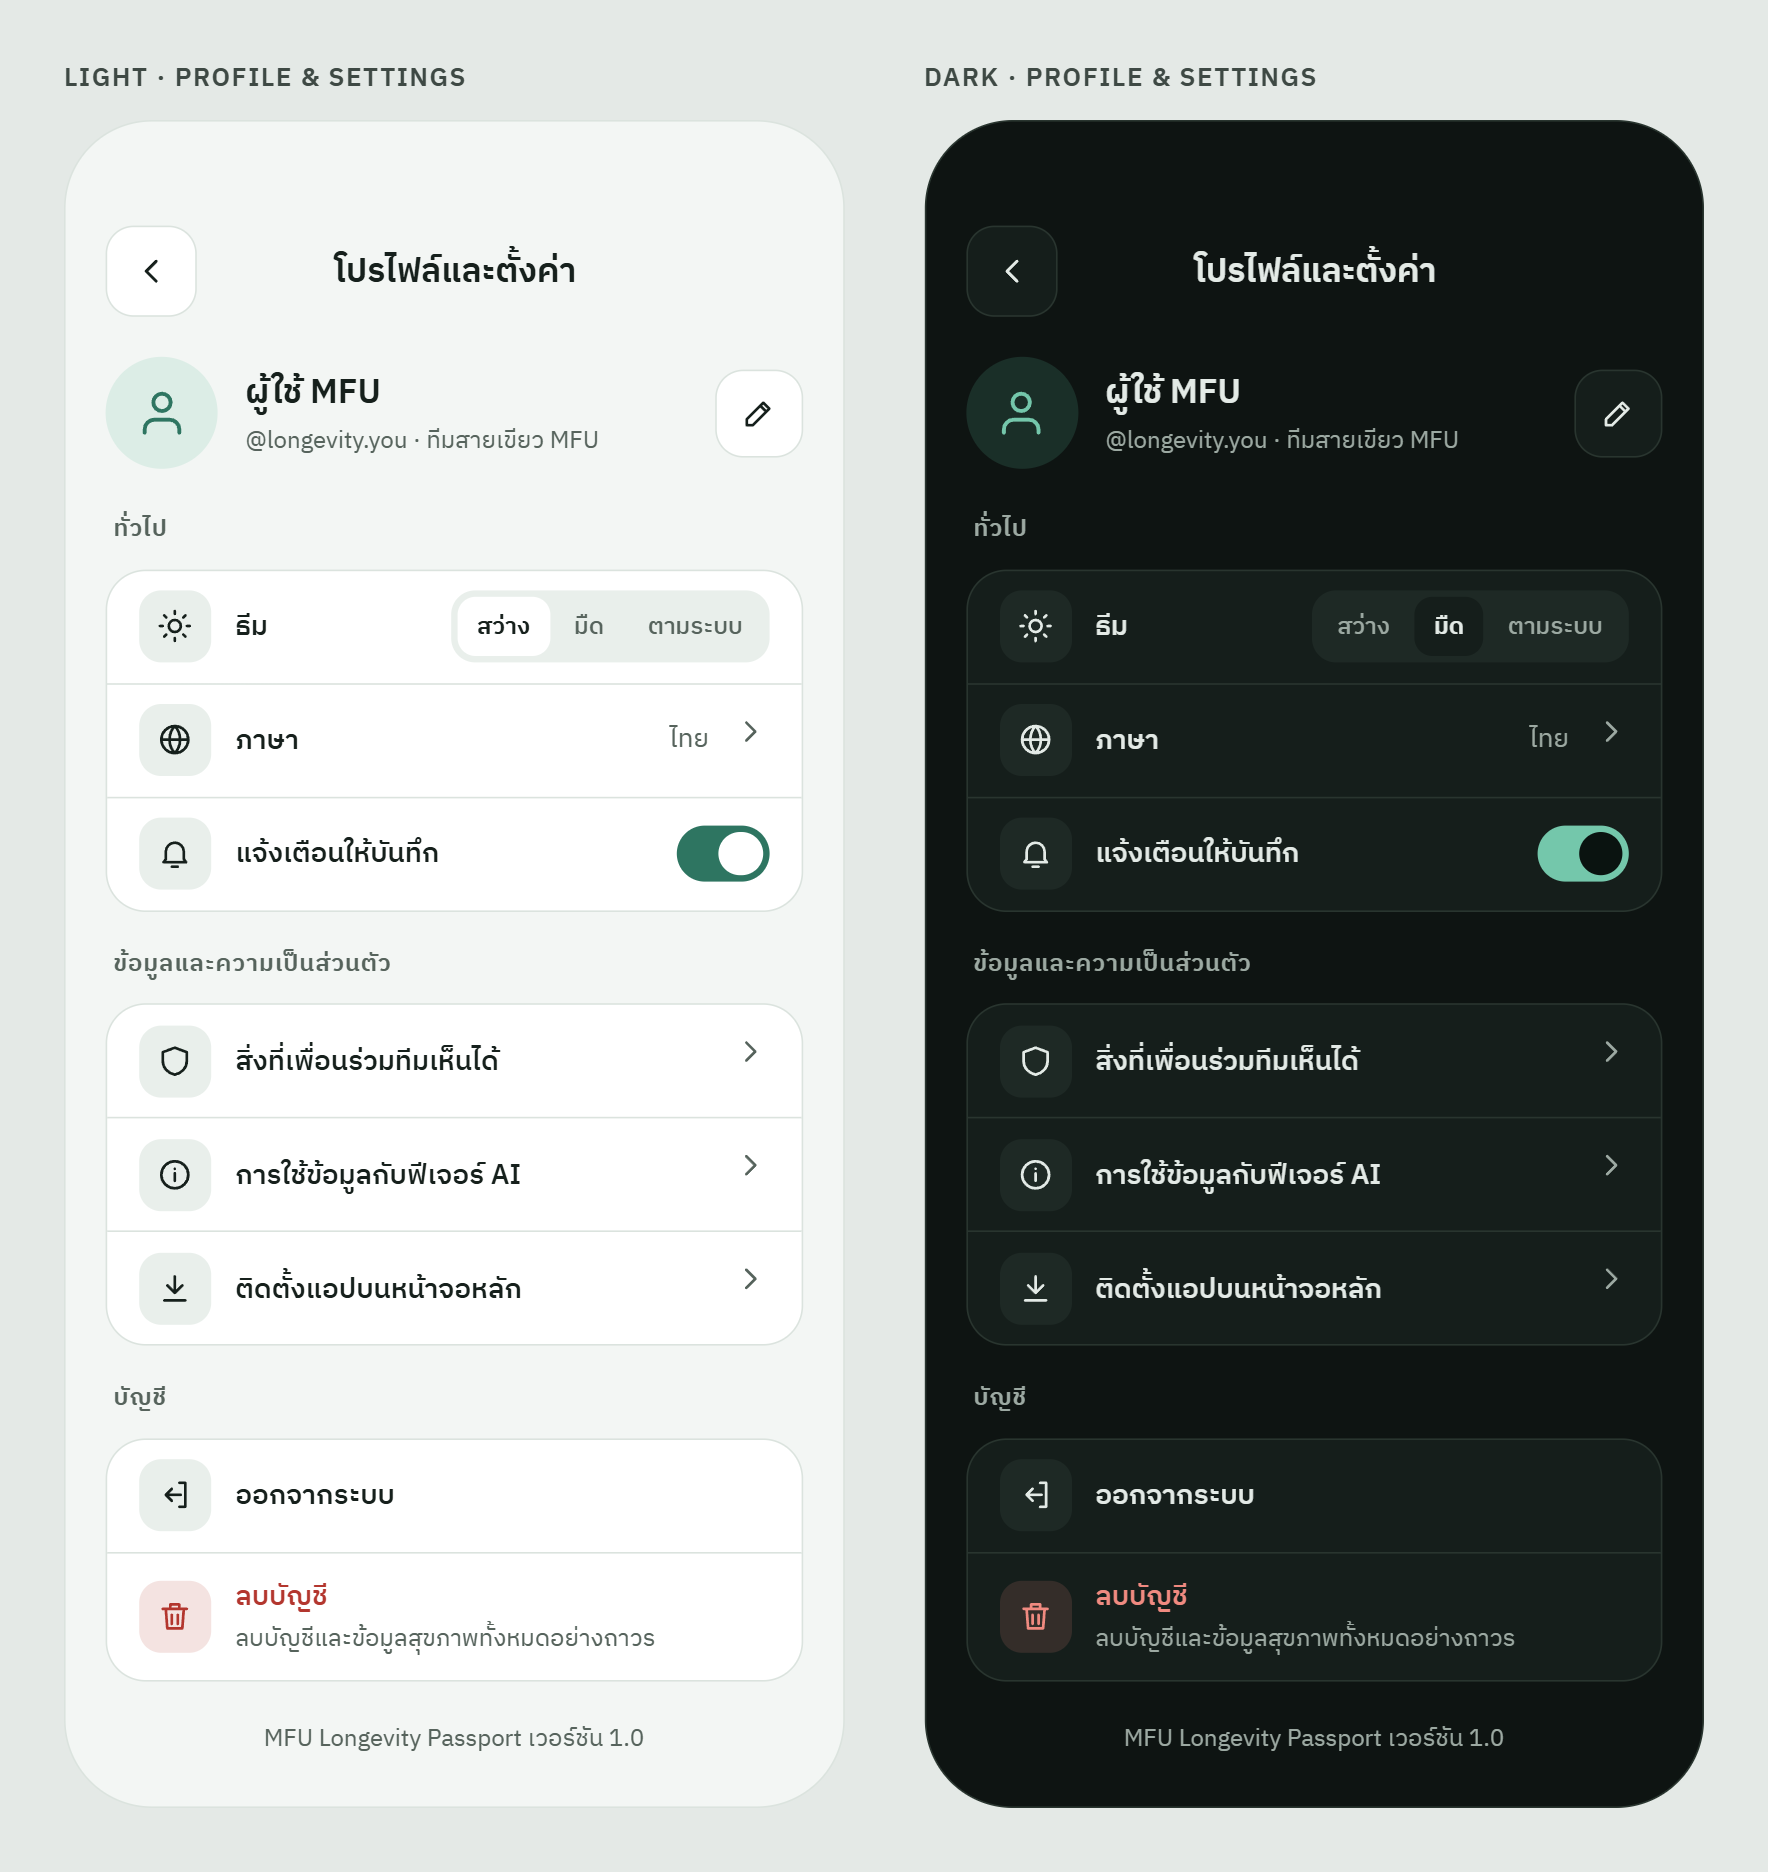 LIGHT · PROFILE & SETTINGS
โปรไฟล์และตั้งค่า
ผู้ใช้ MFU
@longevity.you · ทีมสายเขียว MFU
ทั่วไป
ธีม สว่าง มืด ตามระบบ
ภาษา ไทย
แจ้งเตือนให้บันทึก
ข้อมูลและความเป็นส่วนตัว
สิ่งที่เพื่อนร่วมทีมเห็นได้
การใช้ข้อมูลกับฟีเจอร์ AI
ติดตั้งแอปบนหน้าจอหลัก
บัญชี
ออกจากระบบ
ลบบัญชี
ลบบัญชีและข้อมูลสุขภาพทั้งหมดอย่างถาวร
MFU Longevity Passport เวอร์ชัน 1.0
DARK · PROFILE & SETTINGS
โปรไฟล์และตั้งค่า
ผู้ใช้ MFU
@longevity.you · ทีมสายเขียว MFU
ทั่วไป
ธีม สว่าง มืด ตามระบบ
ภาษา ไทย
แจ้งเตือนให้บันทึก
ข้อมูลและความเป็นส่วนตัว
สิ่งที่เพื่อนร่วมทีมเห็นได้
การใช้ข้อมูลกับฟีเจอร์ AI
ติดตั้งแอปบนหน้าจอหลัก
บัญชี
ออกจากระบบ
ลบบัญชี
ลบบัญชีและข้อมูลสุขภาพทั้งหมดอย่างถาวร
MFU Longevity Passport เวอร์ชัน 1.0